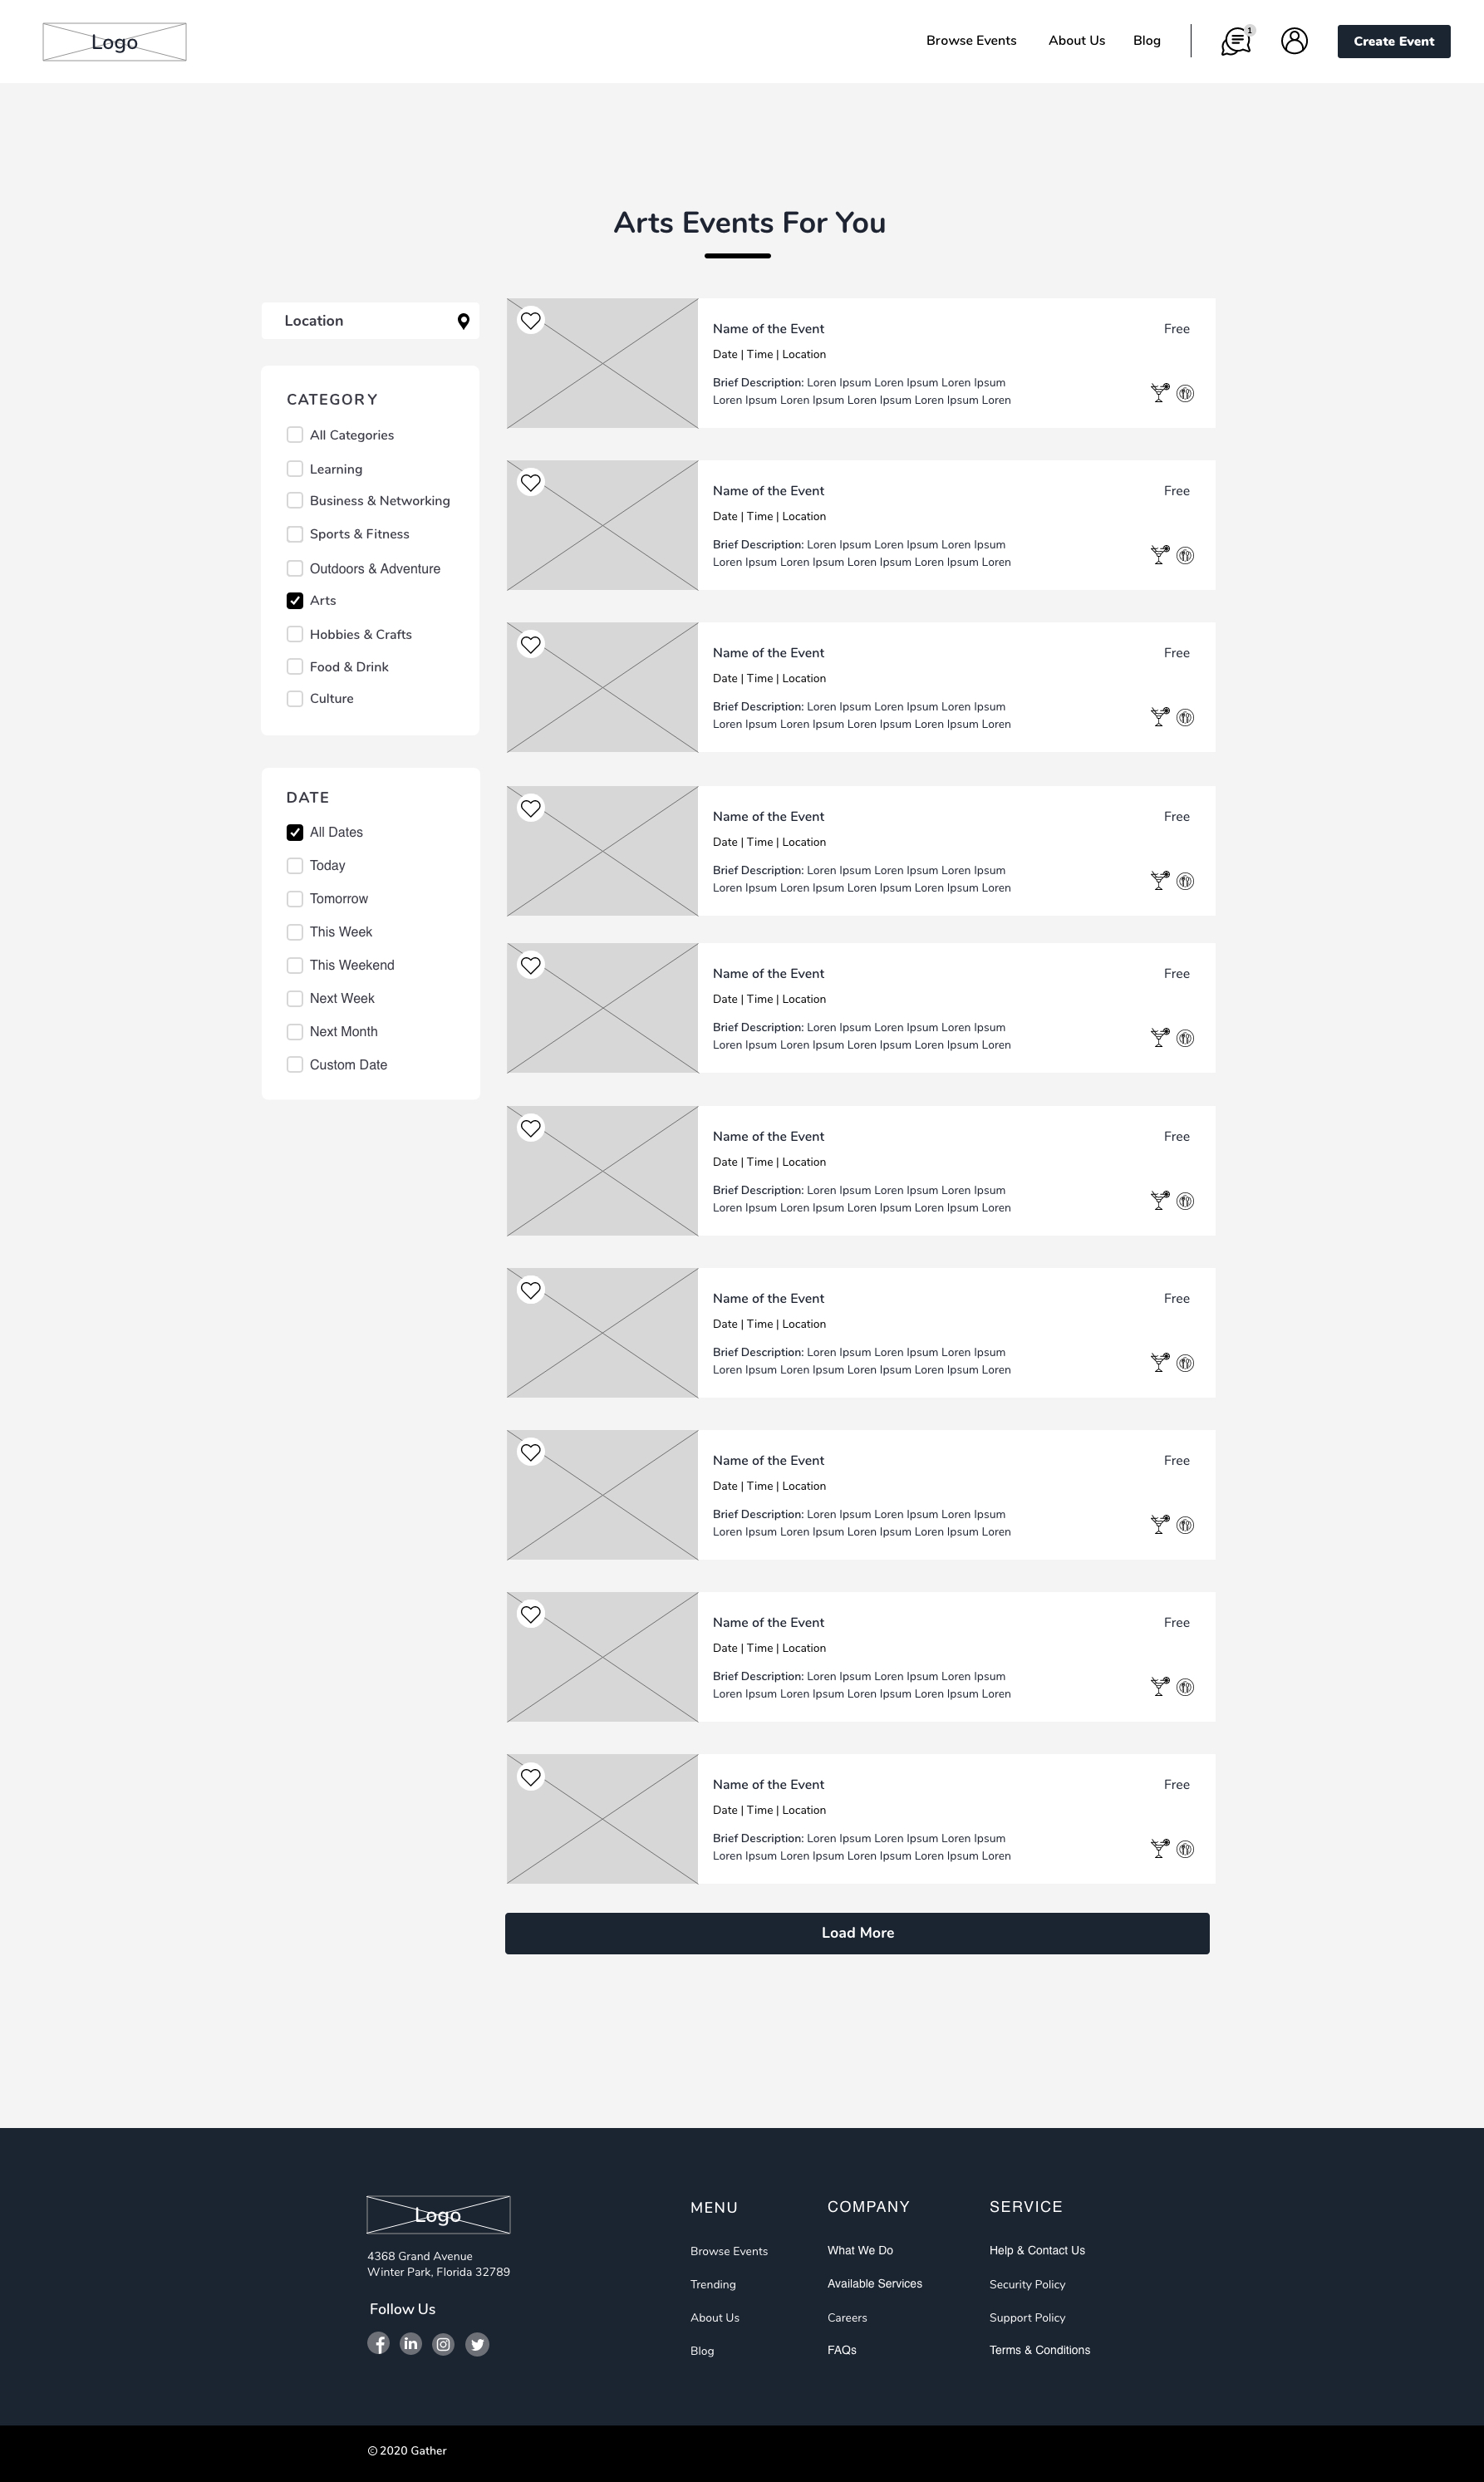 Logo
Browse Events
About Us
Blog
1
Create Event
Arts Events For You
Location
CATEGORY
All Categories
Learning
Business & Networking
Sports & Fitness
Outdoors & Adventure
Arts
Hobbies & Crafts
Food & Drink
Culture
DATE
All Dates
Today
Tomorrow
This Week
This Weekend
Next Week
Next Month
Custom Date
Name of the Event
Free
Date | Time | Location
Brief Description: Loren Ipsum Loren Ipsum Loren Ipsum
Loren Ipsum Loren Ipsum Loren Ipsum Loren Ipsum Loren
Name of the Event
Free
Date | Time | Location
Brief Description: Loren Ipsum Loren Ipsum Loren Ipsum
Loren Ipsum Loren Ipsum Loren Ipsum Loren Ipsum Loren
Name of the Event
Free
Date | Time | Location
Brief Description: Loren Ipsum Loren Ipsum Loren Ipsum
Loren Ipsum Loren Ipsum Loren Ipsum Loren Ipsum Loren
Name of the Event
Free
Date | Time | Location
Brief Description: Loren Ipsum Loren Ipsum Loren Ipsum
Loren Ipsum Loren Ipsum Loren Ipsum Loren Ipsum Loren
Name of the Event
Free
Date | Time | Location
Brief Description: Loren Ipsum Loren Ipsum Loren Ipsum
Loren Ipsum Loren Ipsum Loren Ipsum Loren Ipsum Loren
Name of the Event
Free
Date | Time | Location
Brief Description: Loren Ipsum Loren Ipsum Loren Ipsum
Loren Ipsum Loren Ipsum Loren Ipsum Loren Ipsum Loren
Name of the Event
Free
Date | Time | Location
Brief Description: Loren Ipsum Loren Ipsum Loren Ipsum
Loren Ipsum Loren Ipsum Loren Ipsum Loren Ipsum Loren
Name of the Event
Free
Date | Time | Location
Brief Description: Loren Ipsum Loren Ipsum Loren Ipsum
Loren Ipsum Loren Ipsum Loren Ipsum Loren Ipsum Loren
Name of the Event
Free
Date | Time | Location
Brief Description: Loren Ipsum Loren Ipsum Loren Ipsum
Loren Ipsum Loren Ipsum Loren Ipsum Loren Ipsum Loren
Name of the Event
Free
Date | Time | Location
Brief Description: Loren Ipsum Loren Ipsum Loren Ipsum
Loren Ipsum Loren Ipsum Loren Ipsum Loren Ipsum Loren
Load More
Logo
4368 Grand Avenue
Winter Park, Florida 32789
Follow Us
MENU
Browse Events
Trending
About Us
Blog
COMPANY
What We Do
Available Services
Careers
FAQs
SERVICE
Help & Contact Us
Security Policy
Support Policy
Terms & Conditions
© 2020 Gather